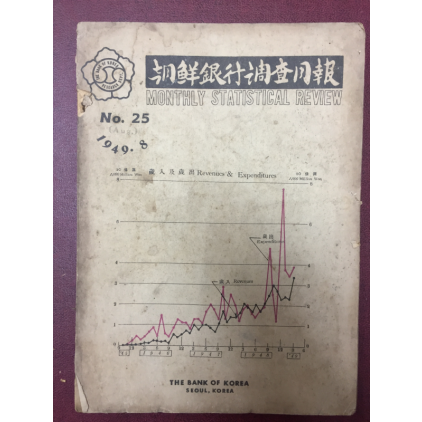 朝鮮銀行調査月報
MONTHLY STATISTICAL REVIEW
No. 25
1949. 8
歲入及歲出 Revenues & Expenditures
歲出
Expenditures
歲入 Revenues
THE BANK OF KOREA
SEOUL, KOREA